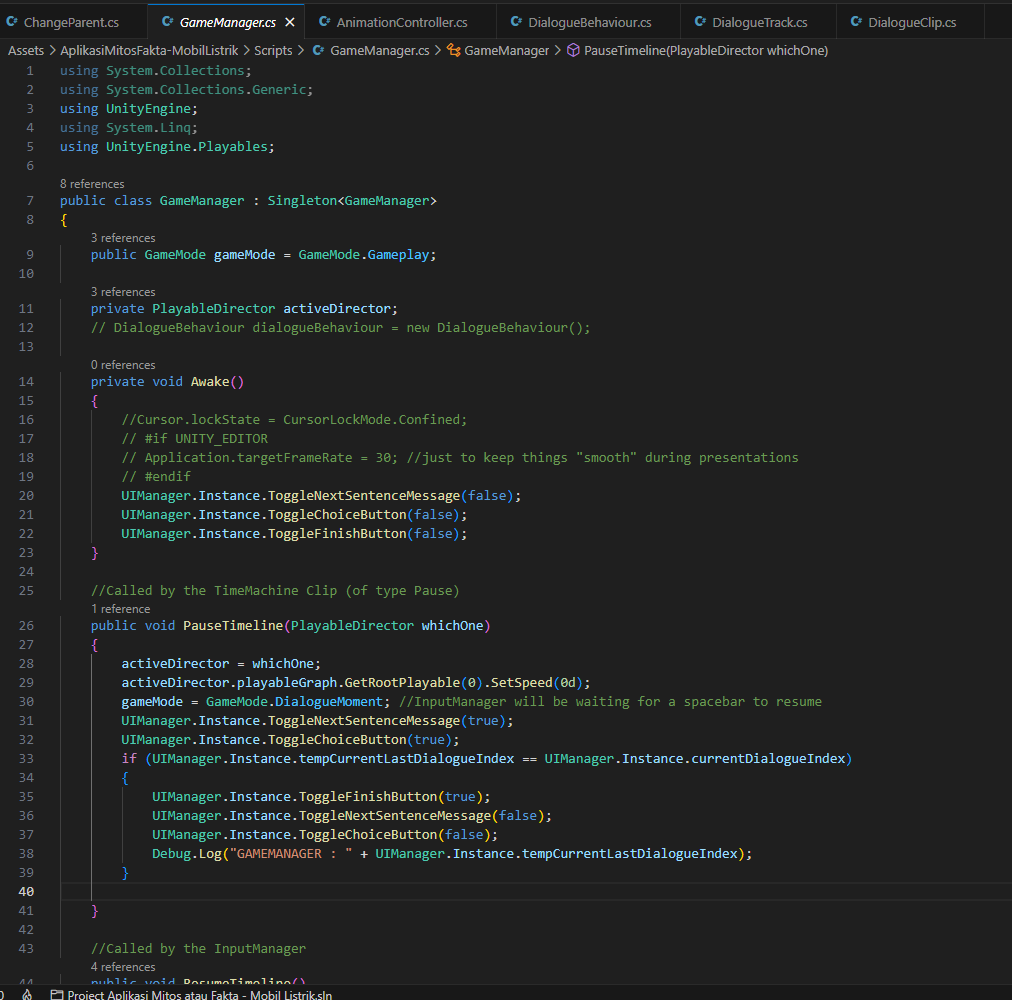 ChangeParent.cs GameManager.cs AnimationController.cs DialogueBehaviour.cs DialogueTrack.cs DialogueClip.cs
Assets > AplikasiMitosFakta-MobilListrik > Scripts > GameManager.cs > GameManager > PauseTimeline(PlayableDirector whichOne)
1 using System.Collections;
2 using System.Collections.Generic;
3 using UnityEngine;
4 using System.Linq;
5 using UnityEngine.Playables;
6
8 references
7 public class GameManager : Singleton<GameManager>
8 {
3 references
9 public GameMode gameMode = GameMode.Gameplay;
10
3 references
11 private PlayableDirector activeDirector;
12 // DialogueBehaviour dialogueBehaviour = new DialogueBehaviour();
13
0 references
14 private void Awake()
15 {
16 //Cursor.lockState = CursorLockMode.Confined;
17 // #if UNITY_EDITOR
18 // Application.targetFrameRate = 30; //just to keep things "smooth" during presentations
19 // #endif
20 UIManager.Instance.ToggleNextSentenceMessage(false);
21 UIManager.Instance.ToggleChoiceButton(false);
22 UIManager.Instance.ToggleFinishButton(false);
23 }
24
25 //Called by the TimeMachine Clip (of type Pause)
1 reference
26 public void PauseTimeline(PlayableDirector whichOne)
27 {
28 activeDirector = whichOne;
29 activeDirector.playableGraph.GetRootPlayable(0).SetSpeed(0d);
30 gameMode = GameMode.DialogueMoment; //InputManager will be waiting for a spacebar to resume
31 UIManager.Instance.ToggleNextSentenceMessage(true);
32 UIManager.Instance.ToggleChoiceButton(true);
33 if (UIManager.Instance.tempCurrentLastDialogueIndex == UIManager.Instance.currentDialogueIndex)
34 {
35 UIManager.Instance.ToggleFinishButton(true);
36 UIManager.Instance.ToggleNextSentenceMessage(false);
37 UIManager.Instance.ToggleChoiceButton(false);
38 Debug.Log("GAMEMANAGER : " + UIManager.Instance.tempCurrentLastDialogueIndex);
39 }
40
41 }
42
43 //Called by the InputManager
4 references
44 public void ResumeTimeline()
0 Project Aplikasi Mitos atau Fakta - Mobil Listrik.sln